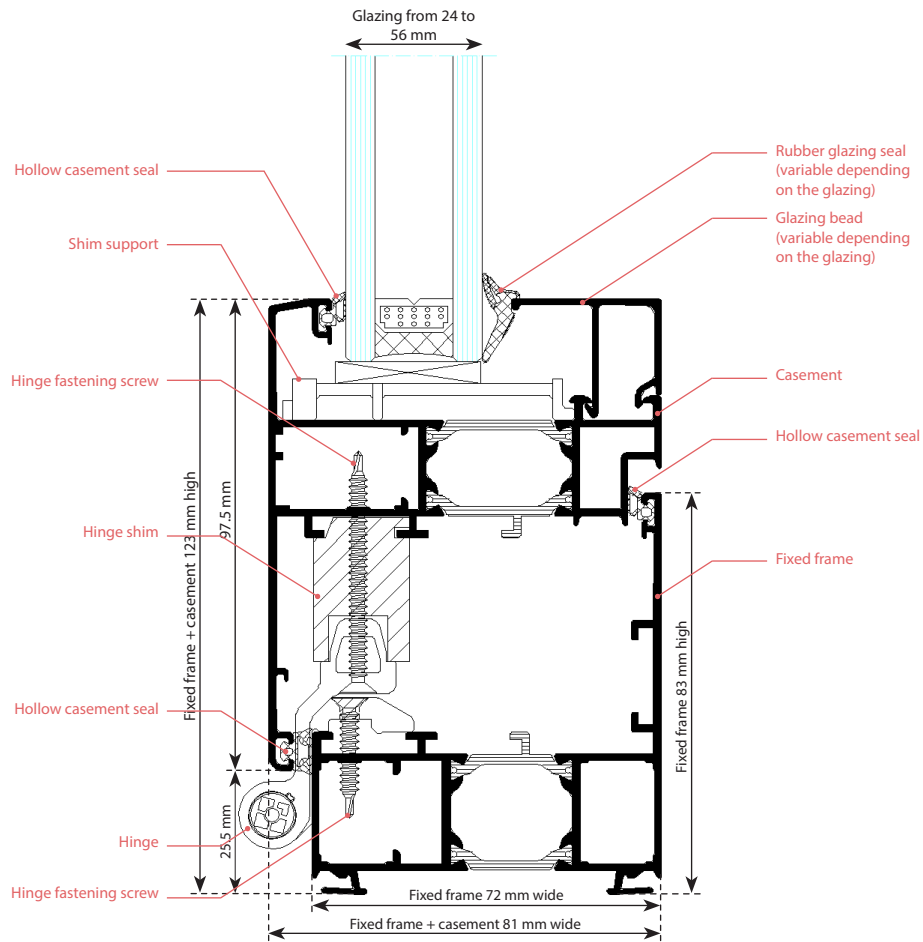 Glazing from 24 to
56 mm
Hollow casement seal
Shim support
Hinge fastening screw
Hinge shim
Hollow casement seal
Hinge
Hinge fastening screw
Rubber glazing seal
(variable depending
on the glazing)
Glazing bead
(variable depending
on the glazing)
Casement
Hollow casement seal
Fixed frame
Fixed frame + casement 123 mm high
97.5 mm
25.5 mm
Fixed frame 83 mm high
Fixed frame 72 mm wide
Fixed frame + casement 81 mm wide